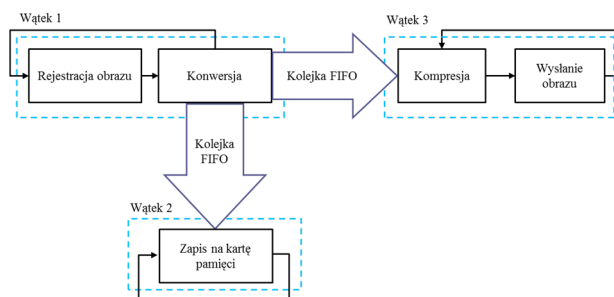 Wątek 1
Wątek 3
Rejestracja obrazu
Konwersja
Kolejka FIFO
Kompresja
Wysłanie
obrazu
Kolejka
FIFO
Wątek 2
Zapis na kartę
pamięci